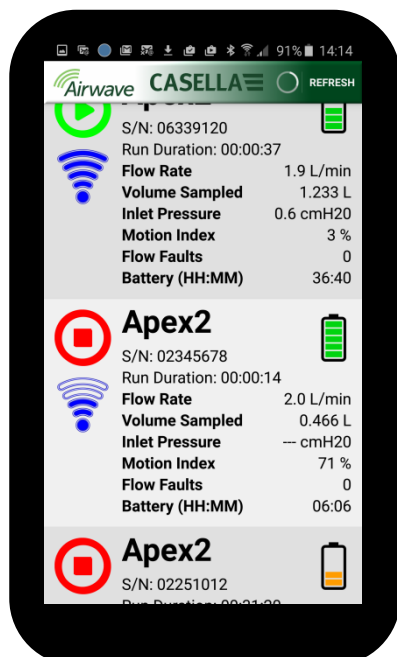 91% 14:14
Airwave CASELLA REFRESH
Apex2
S/N: 06339120
Run Duration: 00:00:37
Flow Rate 1.9 L/min
Volume Sampled 1.233 L
Inlet Pressure 0.6 cmH20
Motion Index 3 %
Flow Faults 0
Battery (HH:MM) 36:40
Apex2
S/N: 02345678
Run Duration: 00:00:14
Flow Rate 2.0 L/min
Volume Sampled 0.466 L
Inlet Pressure --- cmH20
Motion Index 71 %
Flow Faults 0
Battery (HH:MM) 06:06
Apex2
S/N: 02251012
Run Duration: